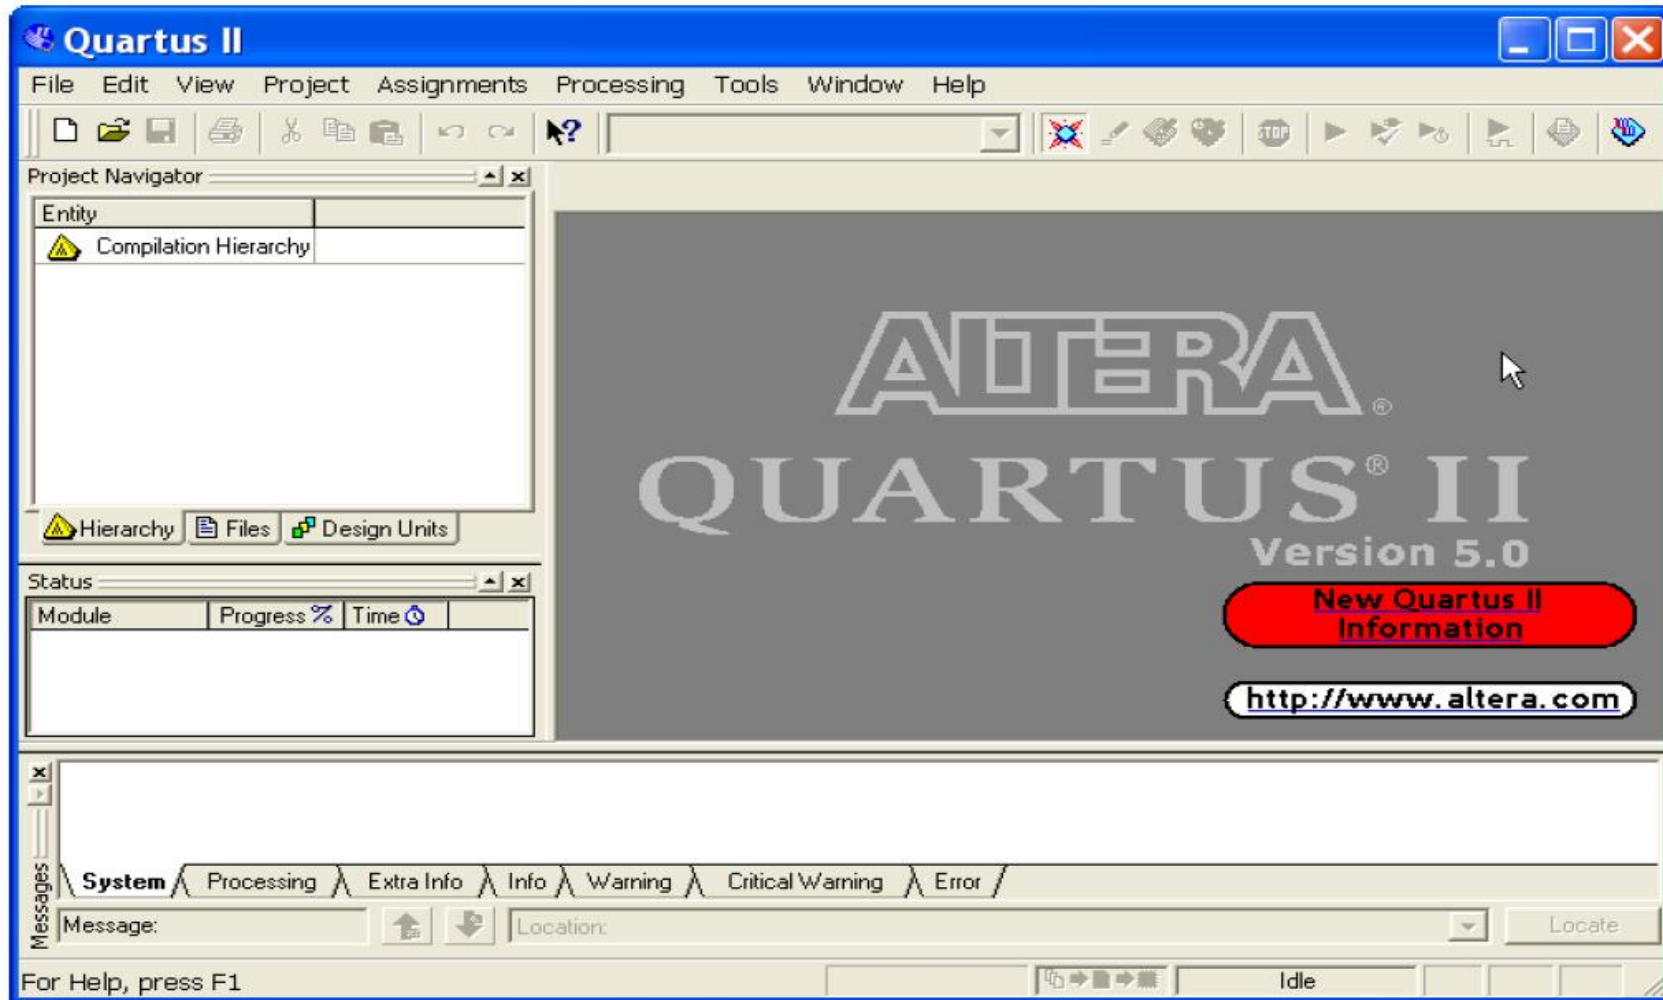 Quartus II
File Edit View Project Assignments Processing Tools Window Help
STOP
Project Navigator
Entity
Compilation Hierarchy
Hierarchy Files Design Units
Status
Module Progress % Time
ALTERA®
QUARTUS® II
Version 5.0
New Quartus II
Information
http://www.altera.com
Messages
System Processing Extra Info Info Warning Critical Warning Error
Message: Location: Locate
For Help, press F1 Idle